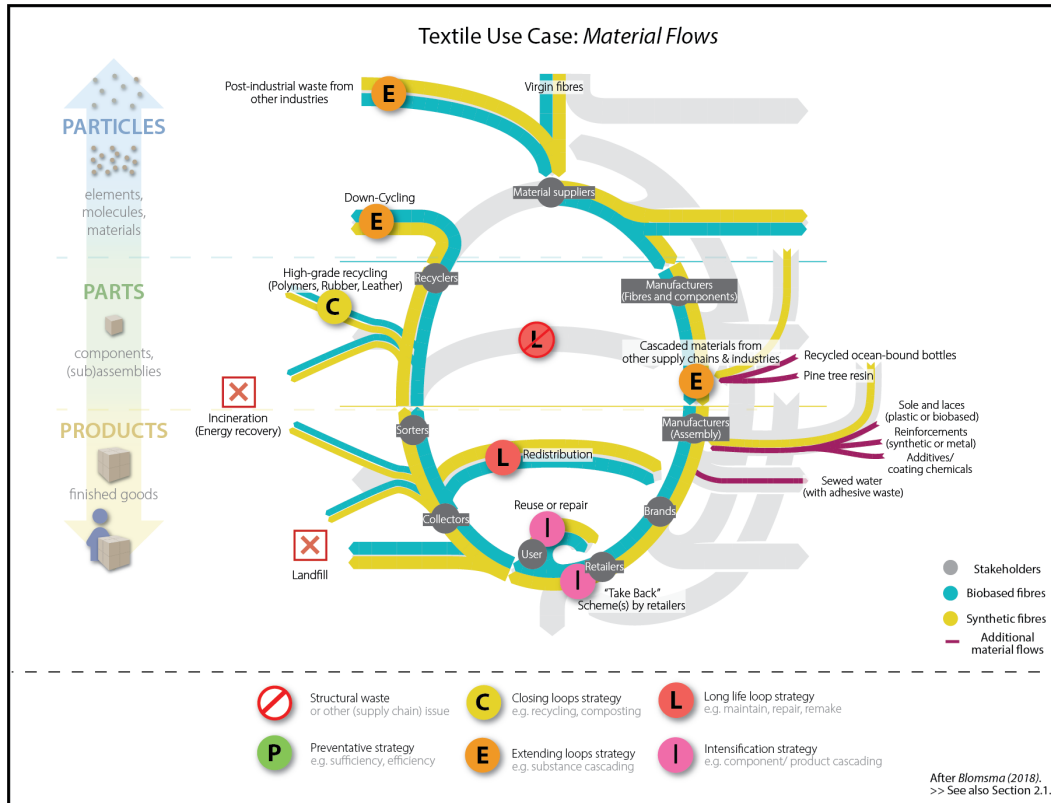 Textile Use Case: Material Flows
Post-industrial waste from
other industries
E
Virgin fibres
PARTICLES
elements,
molecules,
materials
Material suppliers
Down-Cycling
E
Recyclers
High-grade recycling
(Polymers, Rubber, Leather)
C
Manufacturers
(Fibres and components)
PARTS
components,
(sub)assemblies
L
Cascaded materials from
other supply chains & industries
E
Recycled ocean-bound bottles
Pine tree resin
Incineration
(Energy recovery)
PRODUCTS
finished goods
Sorters
Manufacturers
(Assembly)
Sole and laces
(plastic or biobased)
Reinforcements
(synthetic or metal)
Additives/
coating chemicals
L
Redistribution
Sewed water
(with adhesive waste)
Collectors
Reuse or repair
I
Brands
User
Retailers
I
Landfill
"Take Back"
Scheme(s) by retailers
Stakeholders
Biobased fibres
Synthetic fibres
Additional
material flows
Structural waste
or other (supply chain) issue
C
Closing loops strategy
e.g. recycling, composting
L
Long life loop strategy
e.g. maintain, repair, remake
P
Preventative strategy
e.g. sufficiency, efficiency
E
Extending loops strategy
e.g. substance cascading
I
Intensification strategy
e.g. component/ product cascading
After Blomsma (2018).
>> See also Section 2.1.